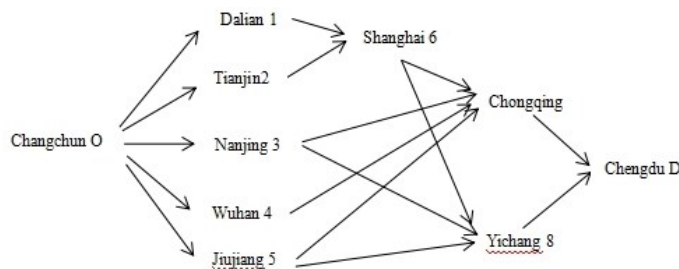 Dalian 1
Shanghai 6
Tianjin2
Chongqing
Changchun O
Nanjing 3
Chengdu D
Wuhan 4
Yichang 8
Jiujiang 5